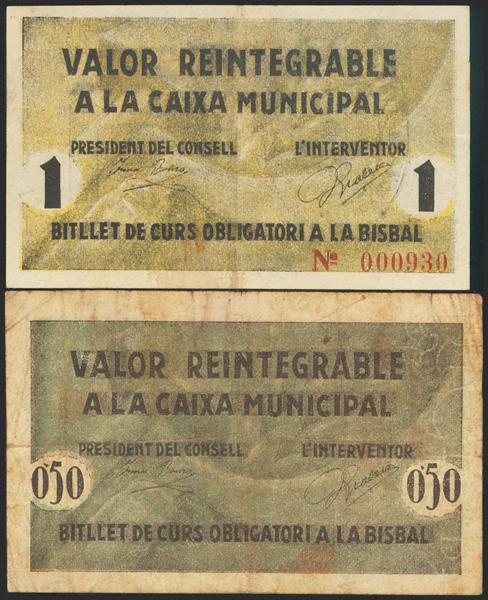 VALOR REINTEGRABLE
A LA CAIXA MUNICIPAL
PRESIDENT DEL CONSELL L'INTERVENTOR
1 1
BITLLET DE CURS OBLIGATORI A LA BISBAL
Nº 000930
VALOR REINTEGRABLE
A LA CAIXA MUNICIPAL
PRESIDENT DEL CONSELL L'INTERVENTOR
0'50 0'50
BITLLET DE CURS OBLIGATORI A LA BISBAL